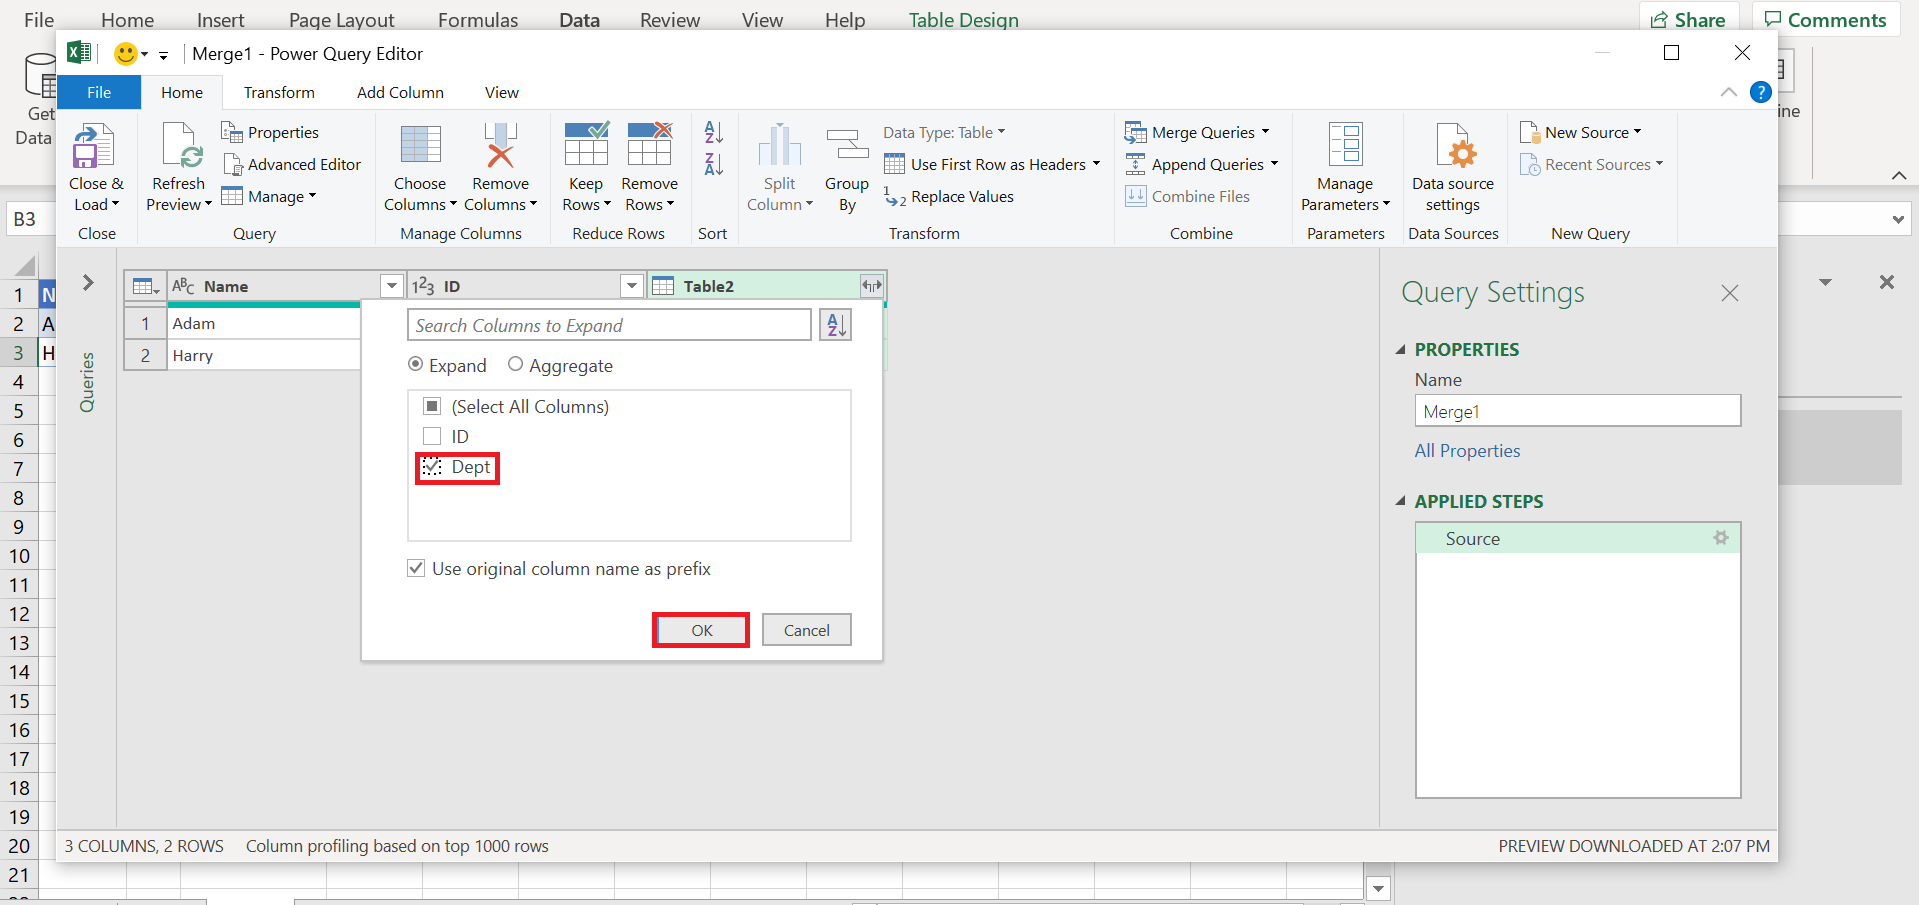 File Home Insert Page Layout Formulas Data Review View Help Table Design Share Comments
Merge1 - Power Query Editor
File Home Transform Add Column View ?
Get
Data
Close &
Load
Close
Refresh
Preview
Properties
Advanced Editor
Manage
Query
Choose
Columns
Remove
Columns
Manage Columns
Keep
Rows
Remove
Rows
Reduce Rows
A
Z
Z
A
Sort
Split
Column
Group
By
Data Type: Table
Use First Row as Headers
1 2 Replace Values
Transform
Merge Queries
Append Queries
Combine Files
Combine
Manage
Parameters
Parameters
Data source
settings
Data Sources
New Source
Recent Sources
New Query
ine
B3
Queries
ABC Name
123 ID
Table2
1 Adam
2 Harry
Search Columns to Expand
A
Z
Expand Aggregate
(Select All Columns)
ID
Dept
Use original column name as prefix
OK Cancel
Query Settings
PROPERTIES
Name
Merge1
All Properties
APPLIED STEPS
Source
1 N
2 A
3 H
4
5
6
7
8
9
10
11
12
13
14
15
16
17
18
19
20
21
3 COLUMNS, 2 ROWS Column profiling based on top 1000 rows
PREVIEW DOWNLOADED AT 2:07 PM